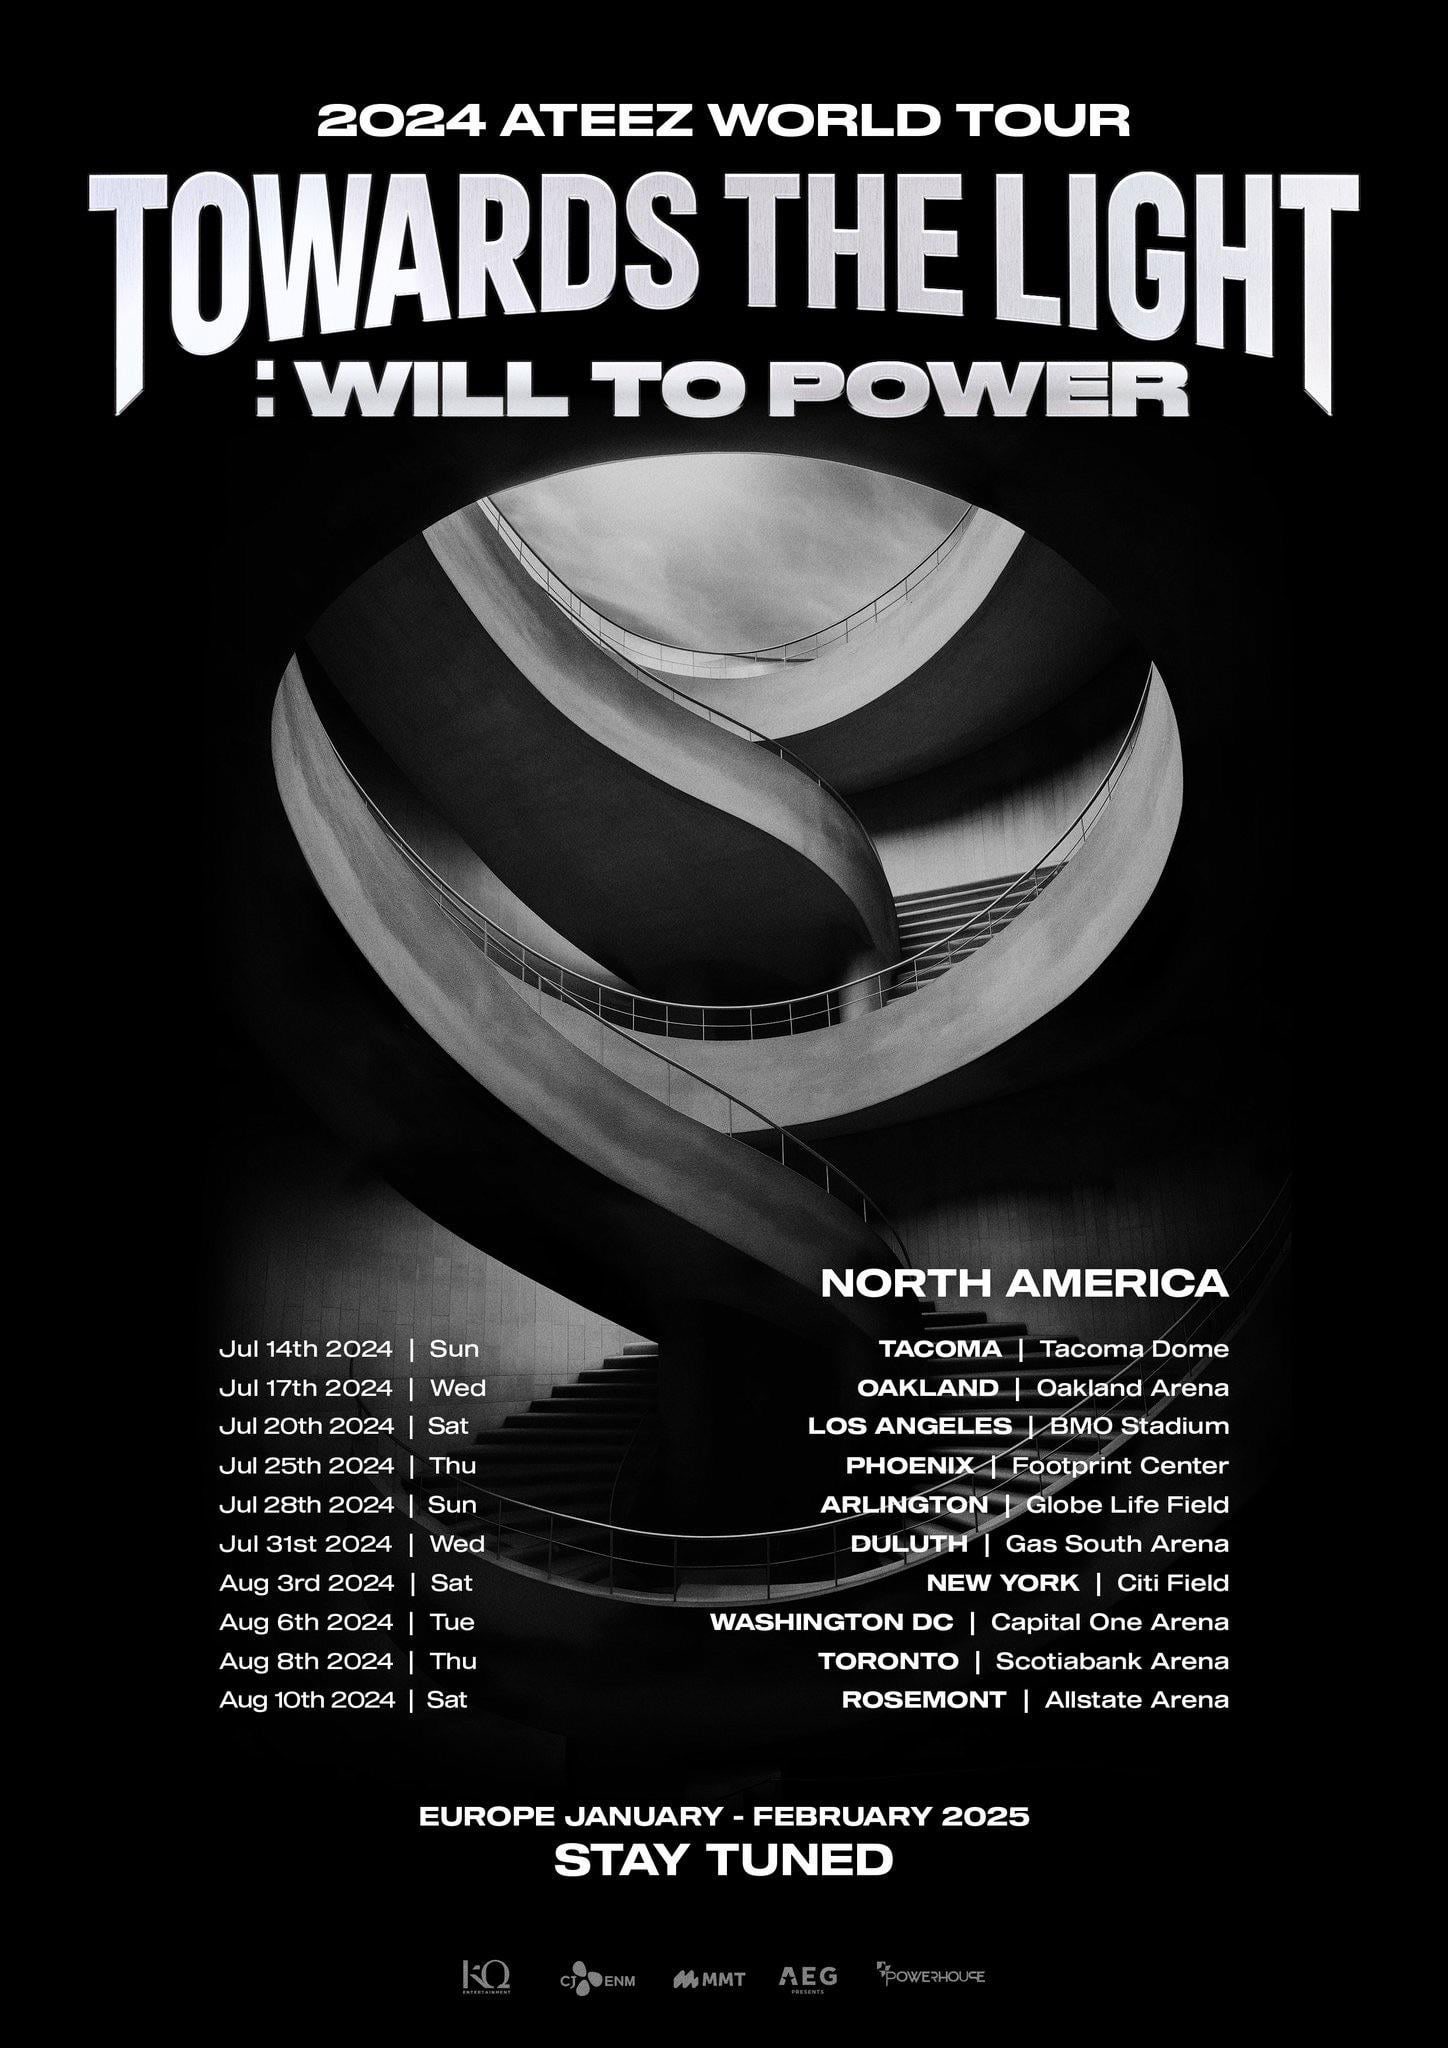 2024 ATEEZ WORLD TOUR
TOWARDS THE LIGHT
: WILL TO POWER
NORTH AMERICA
Jul 14th 2024 | Sun TACOMA | Tacoma Dome
Jul 17th 2024 | Wed OAKLAND | Oakland Arena
Jul 20th 2024 | Sat LOS ANGELES | BMO Stadium
Jul 25th 2024 | Thu PHOENIX | Footprint Center
Jul 28th 2024 | Sun ARLINGTON | Globe Life Field
Jul 31st 2024 | Wed DULUTH | Gas South Arena
Aug 3rd 2024 | Sat NEW YORK | Citi Field
Aug 6th 2024 | Tue WASHINGTON DC | Capital One Arena
Aug 8th 2024 | Thu TORONTO | Scotiabank Arena
Aug 10th 2024 | Sat ROSEMONT | Allstate Arena
EUROPE JANUARY - FEBRUARY 2025
STAY TUNED
KQ ENTERTAINMENT CJ ENM MMT AEG PRESENTS POWERHOUSE